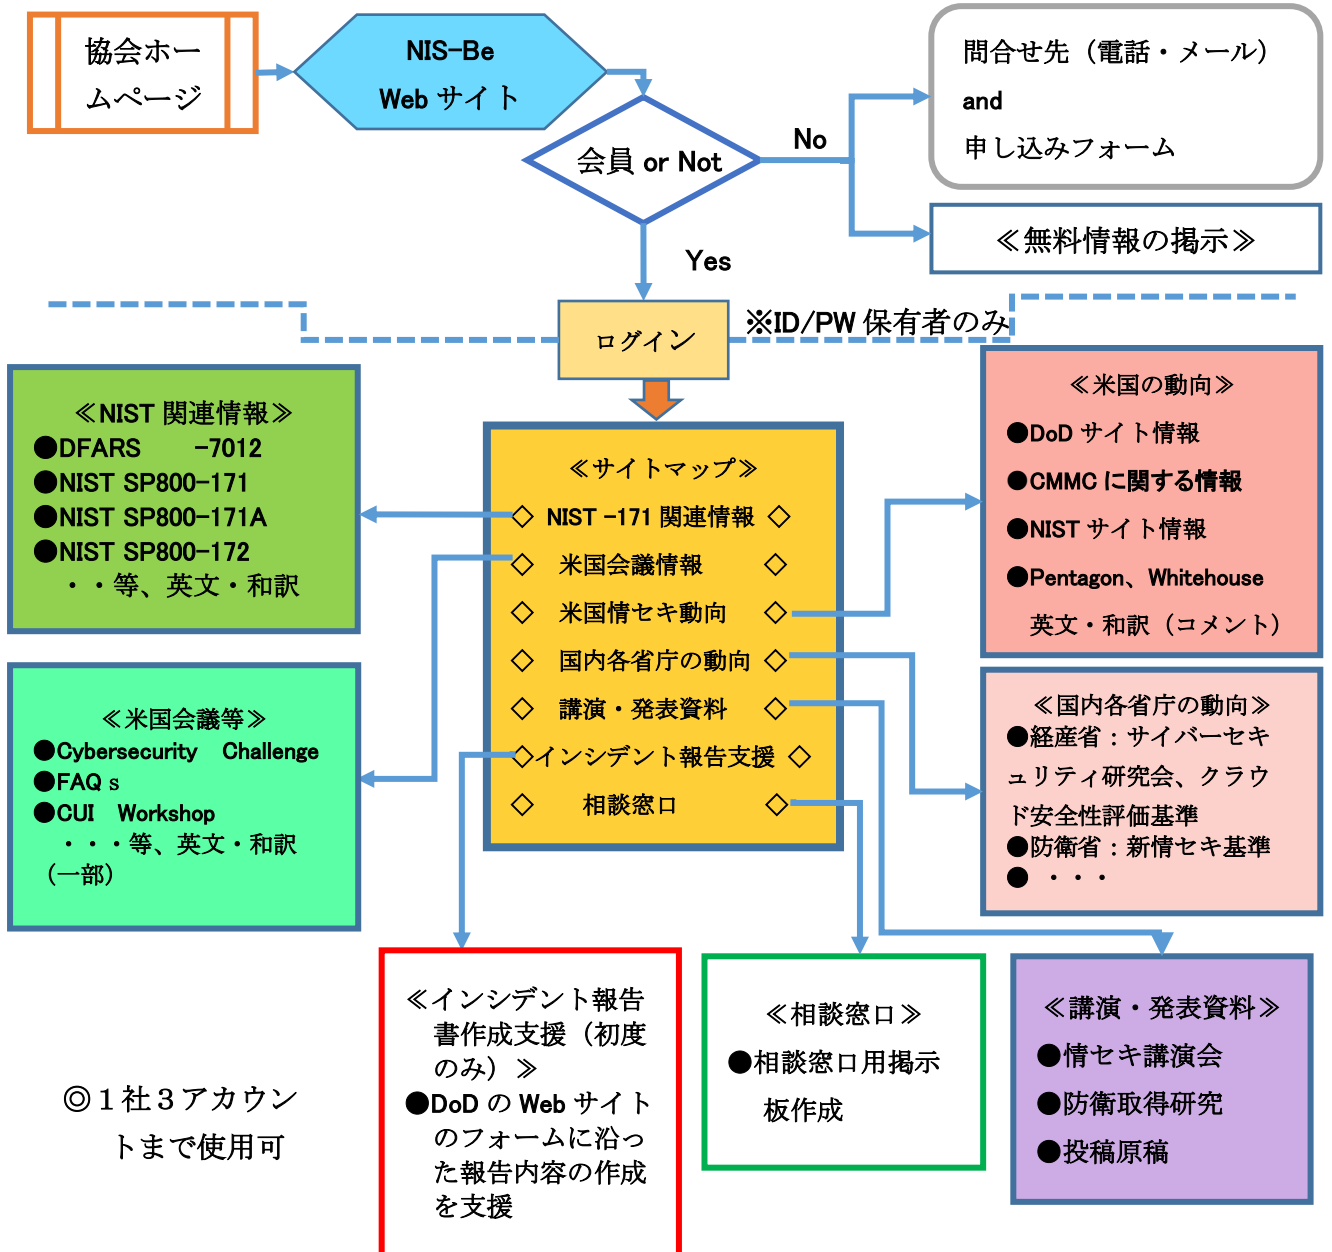 協会ホー
ムページ
NIS-Be
Web サイト
会員 or Not
No
Yes
問合せ先（電話・メール）
and
申し込みフォーム
≪無料情報の掲示≫
ログイン
※ID/PW 保有者のみ
≪NIST 関連情報≫
●DFARS　　-7012
●NIST SP800-171
●NIST SP800-171A
●NIST SP800-172
・・等、英文・和訳
≪米国会議等≫
●Cybersecurity　Challenge
●FAQｓ
●CUI　Workshop
・・・等、英文・和訳
（一部）
≪サイトマップ≫
◇ NIST -171 関連情報 ◇
◇　米国会議情報　◇
◇　米国情セキ動向　◇
◇　国内各省庁の動向 ◇
◇　講演・発表資料　◇
◇インシデント報告支援 ◇
◇　相談窓口　◇
≪米国の動向≫
●DoD サイト情報
●CMMC に関する情報
●NIST サイト情報
●Pentagon、Whitehouse
英文・和訳（コメント）
≪国内各省庁の動向≫
●経産省：サイバーセキ
ュリティ研究会、クラウ
ド安全性評価基準
●防衛省：新情セキ基準
●　・・・
≪インシデント報告
書作成支援（初度
のみ）≫
●DoD の Web サイト
のフォームに沿っ
た報告内容の作成
を支援
≪相談窓口≫
●相談窓口用掲示
板作成
≪講演・発表資料≫
●情セキ講演会
●防衛取得研究
●投稿原稿
◎１社３アカウン
トまで使用可